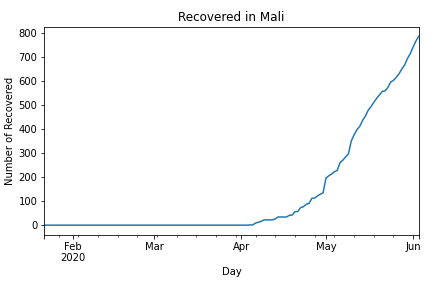 Recovered in Mali
Number of Recovered
800
700
600
500
400
300
200
100
0
Feb
2020
Mar
Apr
May
Jun
Day